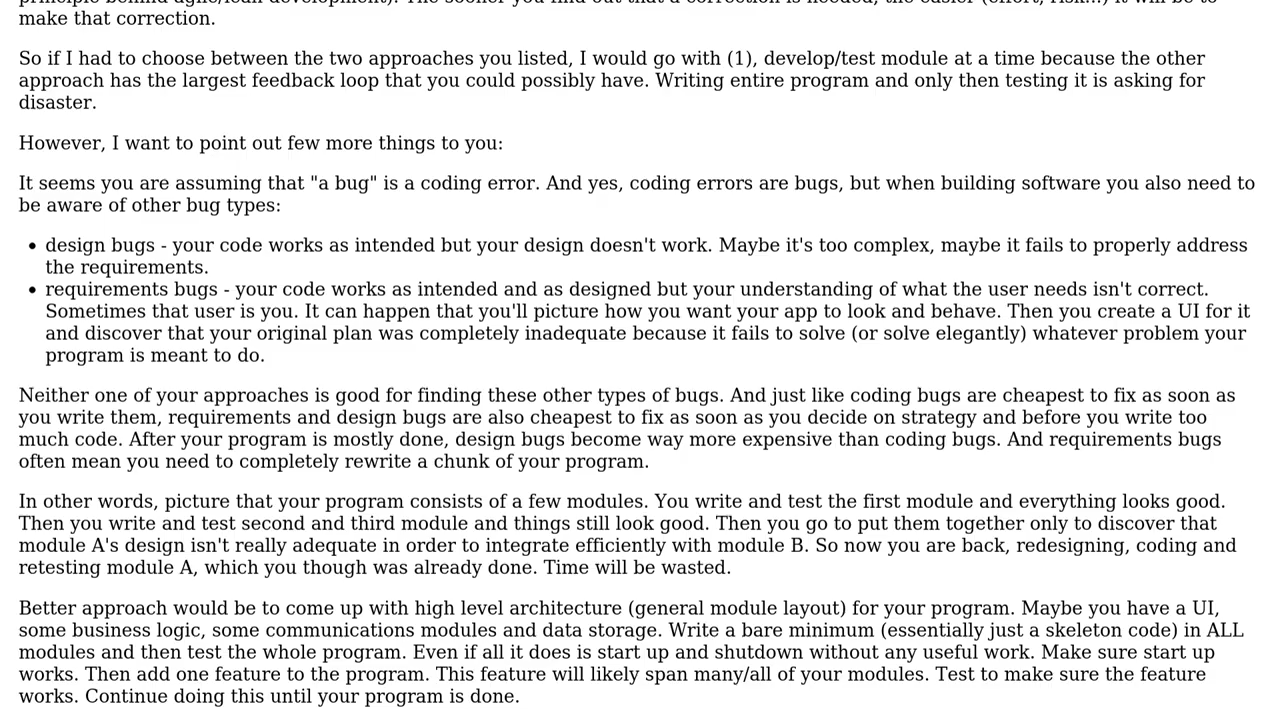 make that correction.
So if I had to choose between the two approaches you listed, I would go with (1), develop/test module at a time because the other
approach has the largest feedback loop that you could possibly have. Writing entire program and only then testing it is asking for
disaster.
However, I want to point out few more things to you:
It seems you are assuming that "a bug" is a coding error. And yes, coding errors are bugs, but when building software you also need to
be aware of other bug types:
• design bugs - your code works as intended but your design doesn't work. Maybe it's too complex, maybe it fails to properly address
the requirements.
• requirements bugs - your code works as intended and as designed but your understanding of what the user needs isn't correct.
Sometimes that user is you. It can happen that you'll picture how you want your app to look and behave. Then you create a UI for it
and discover that your original plan was completely inadequate because it fails to solve (or solve elegantly) whatever problem your
program is meant to do.
Neither one of your approaches is good for finding these other types of bugs. And just like coding bugs are cheapest to fix as soon as
you write them, requirements and design bugs are also cheapest to fix as soon as you decide on strategy and before you write too
much code. After your program is mostly done, design bugs become way more expensive than coding bugs. And requirements bugs
often mean you need to completely rewrite a chunk of your program.
In other words, picture that your program consists of a few modules. You write and test the first module and everything looks good.
Then you write and test second and third module and things still look good. Then you go to put them together only to discover that
module A's design isn't really adequate in order to integrate efficiently with module B. So now you are back, redesigning, coding and
retesting module A, which you though was already done. Time will be wasted.
Better approach would be to come up with high level architecture (general module layout) for your program. Maybe you have a UI,
some business logic, some communications modules and data storage. Write a bare minimum (essentially just a skeleton code) in ALL
modules and then test the whole program. Even if all it does is start up and shutdown without any useful work. Make sure start up
works. Then add one feature to the program. This feature will likely span many/all of your modules. Test to make sure the feature
works. Continue doing this until your program is done.